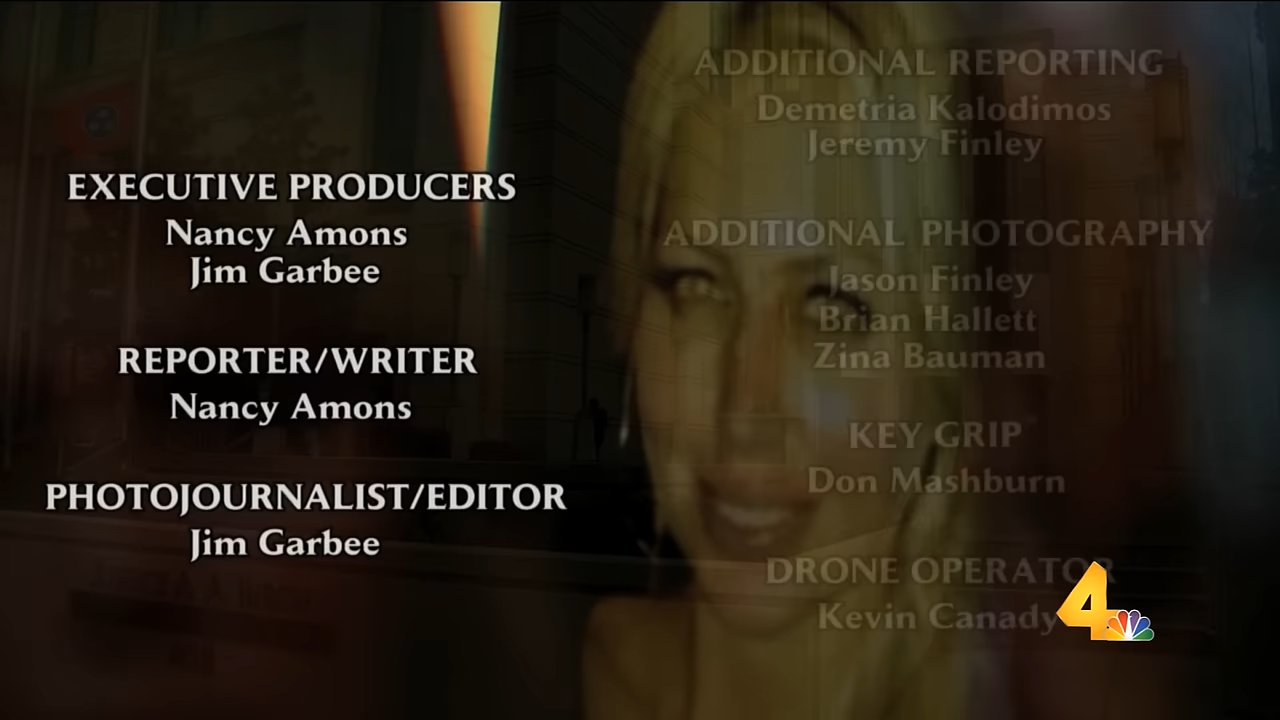 EXECUTIVE PRODUCERS
Nancy Amons
Jim Garbee
REPORTER/WRITER
Nancy Amons
PHOTOJOURNALIST/EDITOR
Jim Garbee
ADDITIONAL REPORTING
Demetria Kalodimos
Jeremy Finley
ADDITIONAL PHOTOGRAPHY
Jason Finley
Brian Hallett
Zina Bauman
KEY GRIP
Don Mashburn
DRONE OPERATOR
Kevin Canady
4